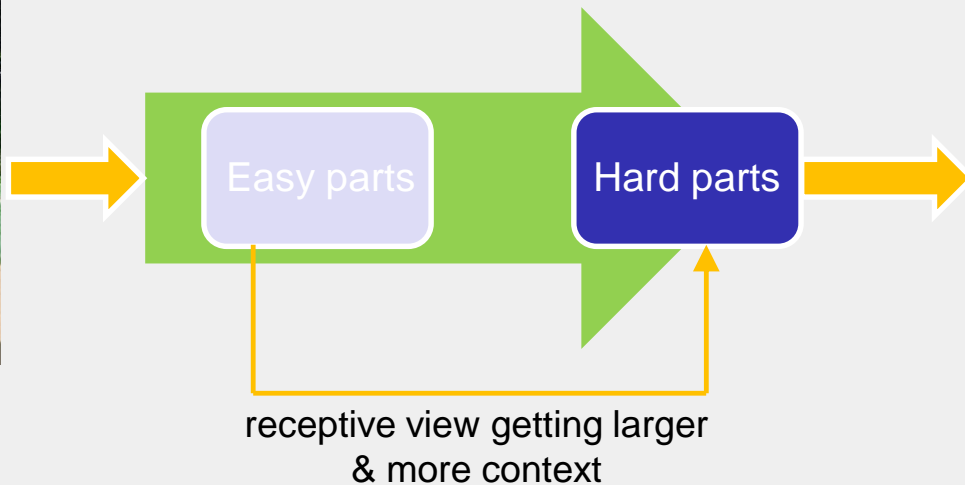 Easy parts
Hard parts
receptive view getting larger
& more context